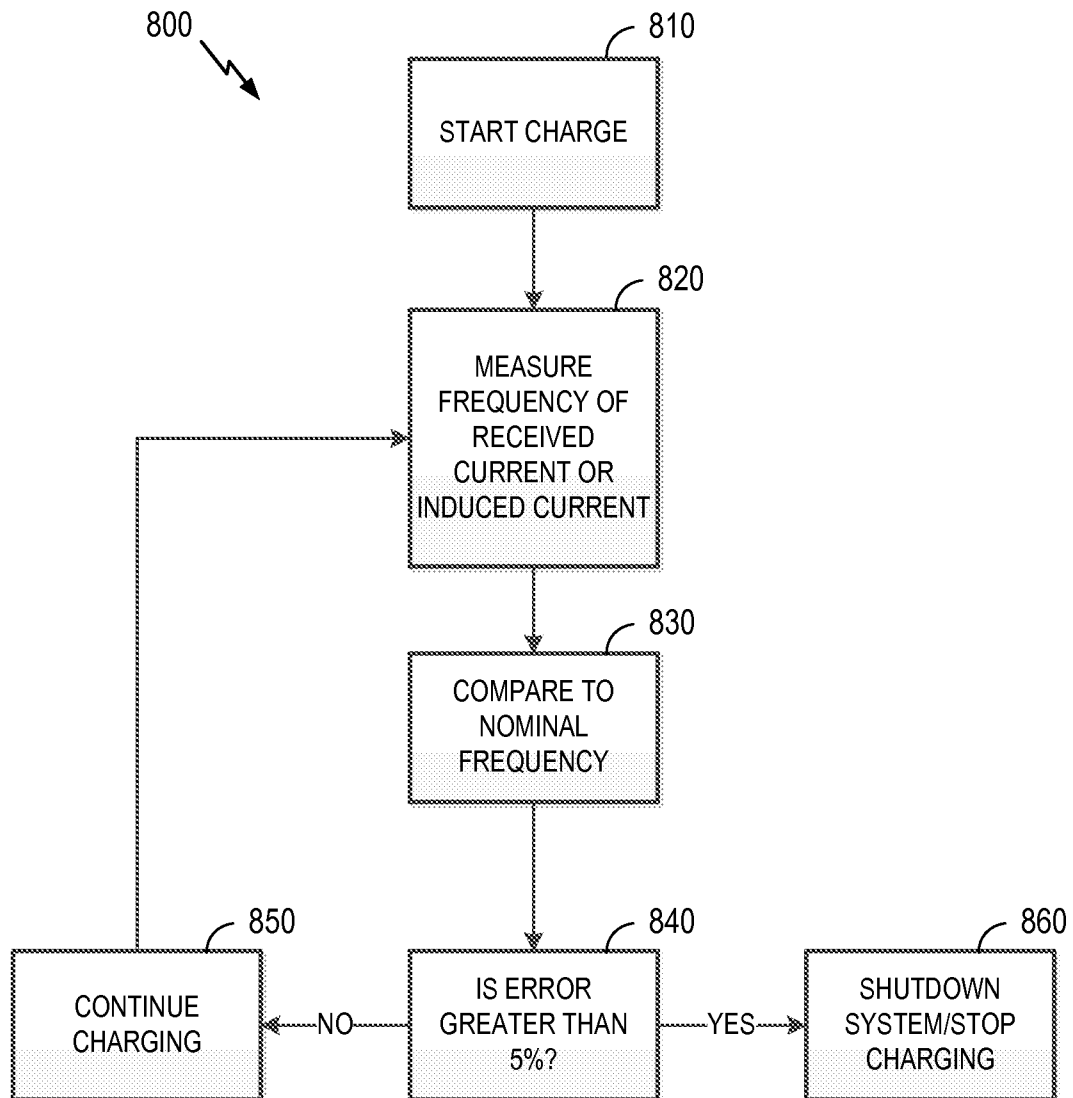 800
810
START CHARGE
820
MEASURE
FREQUENCY OF
RECEIVED
CURRENT OR
INDUCED CURRENT
830
COMPARE TO
NOMINAL
FREQUENCY
850
840
860
CONTINUE
CHARGING
NO
IS ERROR
GREATER THAN
5%?
YES
SHUTDOWN
SYSTEM/STOP
CHARGING